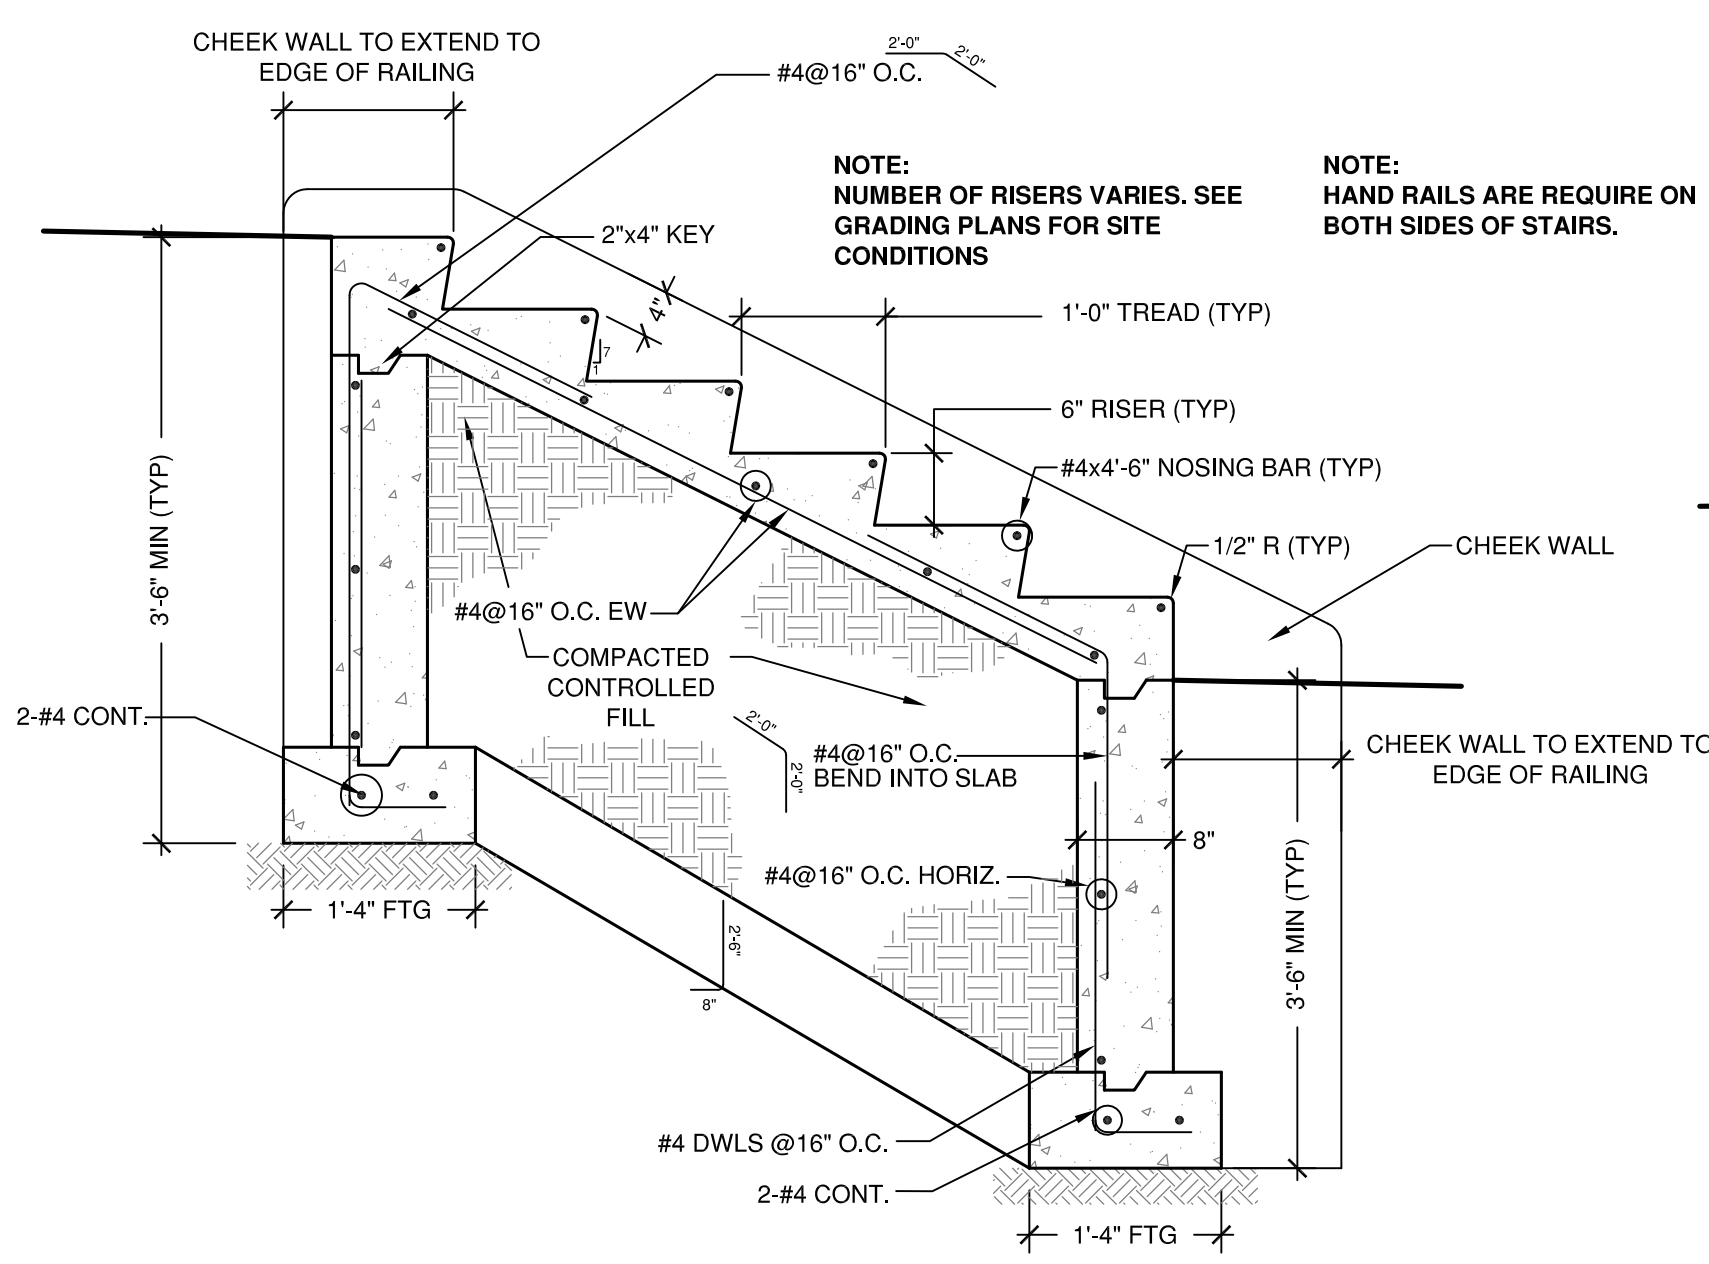 CHEEK WALL TO EXTEND TO
EDGE OF RAILING
2'-0"
2'-0"
#4@16" O.C.
NOTE:
NUMBER OF RISERS VARIES. SEE
GRADING PLANS FOR SITE
CONDITIONS
NOTE:
HAND RAILS ARE REQUIRE ON
BOTH SIDES OF STAIRS.
2"x4" KEY
4"
1'-0" TREAD (TYP)
7
1
6" RISER (TYP)
#4x4'-6" NOSING BAR (TYP)
3'-6" MIN (TYP)
1/2" R (TYP)
CHEEK WALL
#4@16" O.C. EW
COMPACTED
CONTROLLED
FILL
2-#4 CONT.
2'-0"
2'-0"
#4@16" O.C.
BEND INTO SLAB
CHEEK WALL TO EXTEND TO
EDGE OF RAILING
8"
#4@16" O.C. HORIZ.
1'-4" FTG
2'-6"
8"
3'-6" MIN (TYP)
#4 DWLS @16" O.C.
2-#4 CONT.
1'-4" FTG